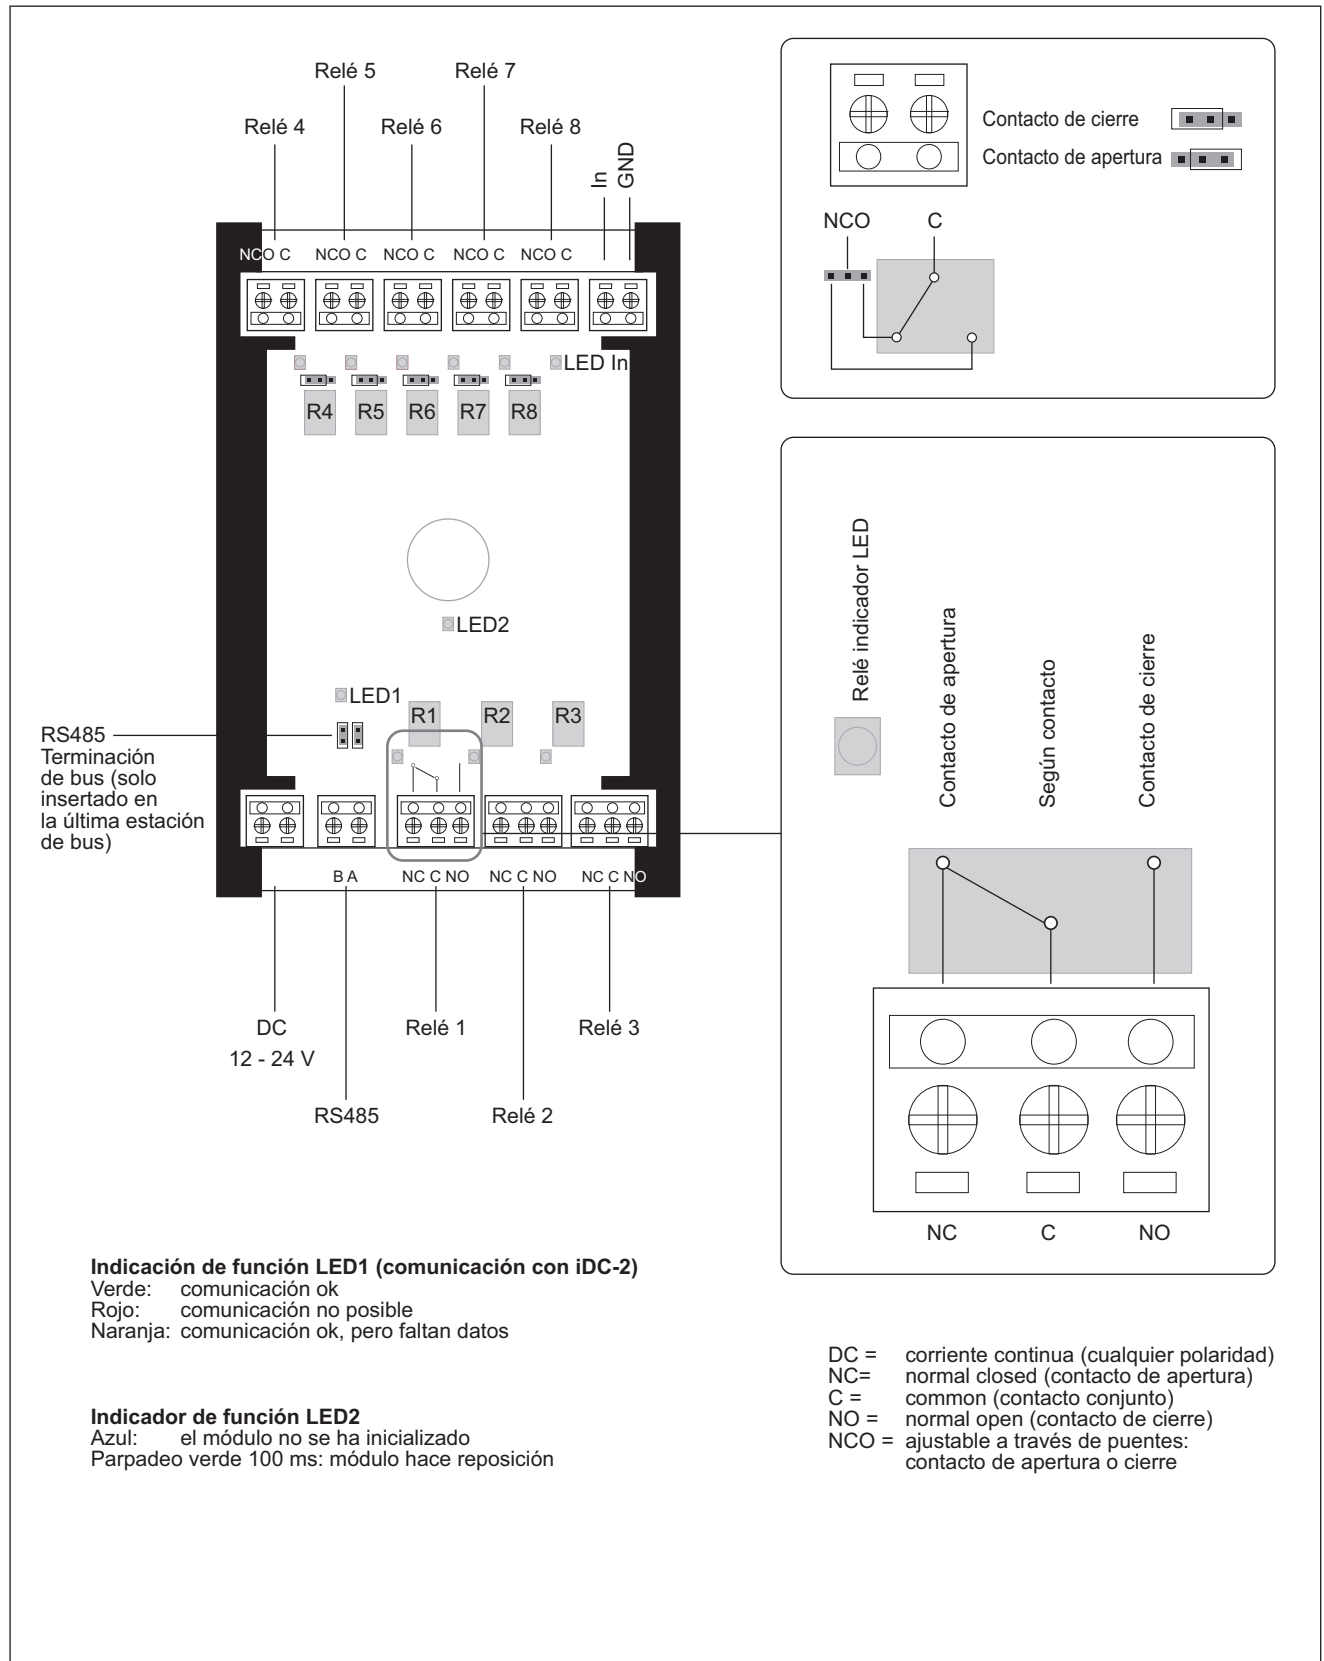 Relé 5
Relé 7
Relé 4
Relé 6
Relé 8
In
GND
NCO C
NCO C
NCO C
NCO C
NCO C
LED In
R4
R5
R6
R7
R8
LED2
LED1
R1
R2
R3
RS485
Terminación
de bus (solo
insertado en
la última estación
de bus)
B A
NC C NO
NC C NO
NC C NO
DC
12 - 24 V
Relé 1
Relé 3
RS485
Relé 2
Contacto de cierre
Contacto de apertura
NCO
C
Relé indicador LED
Contacto de apertura
Según contacto
Contacto de cierre
NC
C
NO
Indicación de función LED1 (comunicación con iDC-2)
Verde: comunicación ok
Rojo: comunicación no posible
Naranja: comunicación ok, pero faltan datos
Indicador de función LED2
Azul: el módulo no se ha inicializado
Parpadeo verde 100 ms: módulo hace reposición
DC = corriente continua (cualquier polaridad)
NC= normal closed (contacto de apertura)
C = common (contacto conjunto)
NO = normal open (contacto de cierre)
NCO = ajustable a través de puentes:
contacto de apertura o cierre